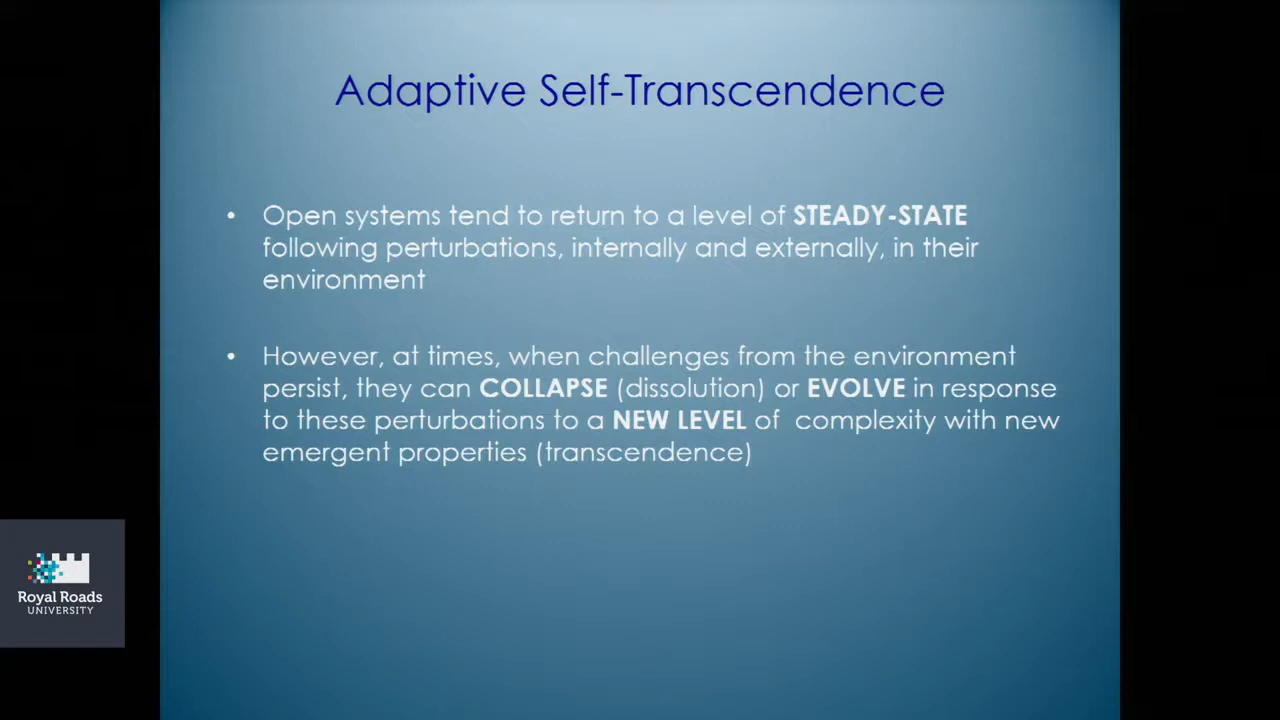 Adaptive Self-Transcendence
• Open systems tend to return to a level of STEADY-STATE
following perturbations, internally and externally, in their
environment
• However, at times, when challenges from the environment
persist, they can COLLAPSE (dissolution) or EVOLVE in response
to these perturbations to a NEW LEVEL of complexity with new
emergent properties (transcendence)
Royal Roads
UNIVERSITY